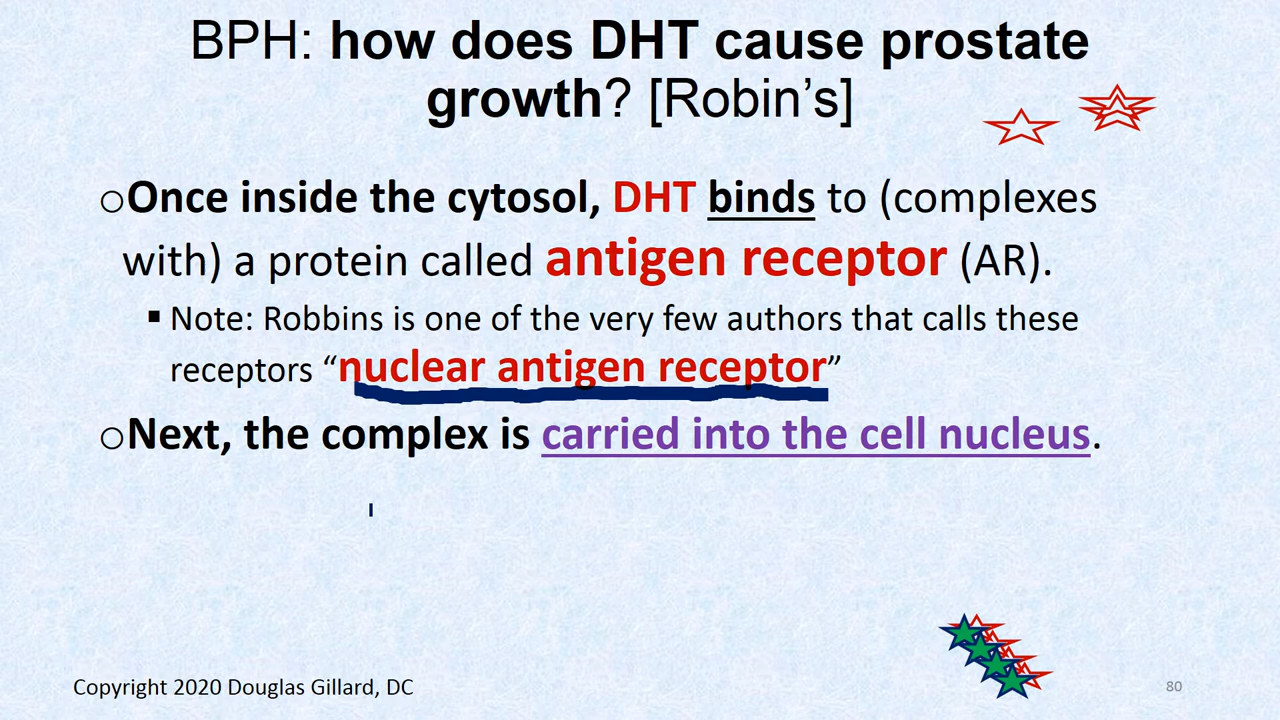 BPH: how does DHT cause prostate
growth? [Robin’s]
○Once inside the cytosol, DHT binds to (complexes
with) a protein called antigen receptor (AR).
▪ Note: Robbins is one of the very few authors that calls these
receptors “nuclear antigen receptor”
○Next, the complex is carried into the cell nucleus.
Copyright 2020 Douglas Gillard, DC
80